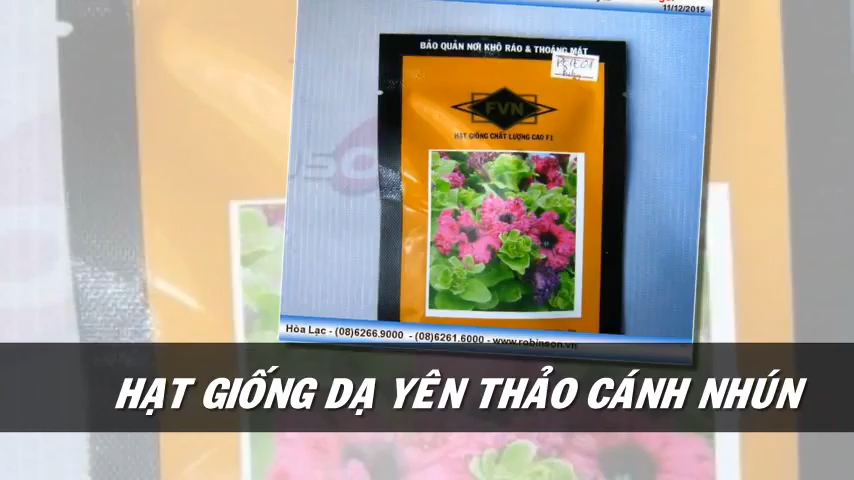 11/12/2015
BẢO QUẢN NƠI KHÔ RÁO & THOÁNG MÁT
FVN
HẠT GIỐNG CHẤT LƯỢNG CAO F1
Hòa Lạc - (08)6266.9000 - (08)6261.6000 - www.robinson.vn
HẠT GIỐNG DẠ YÊN THẢO CÁNH NHÚN